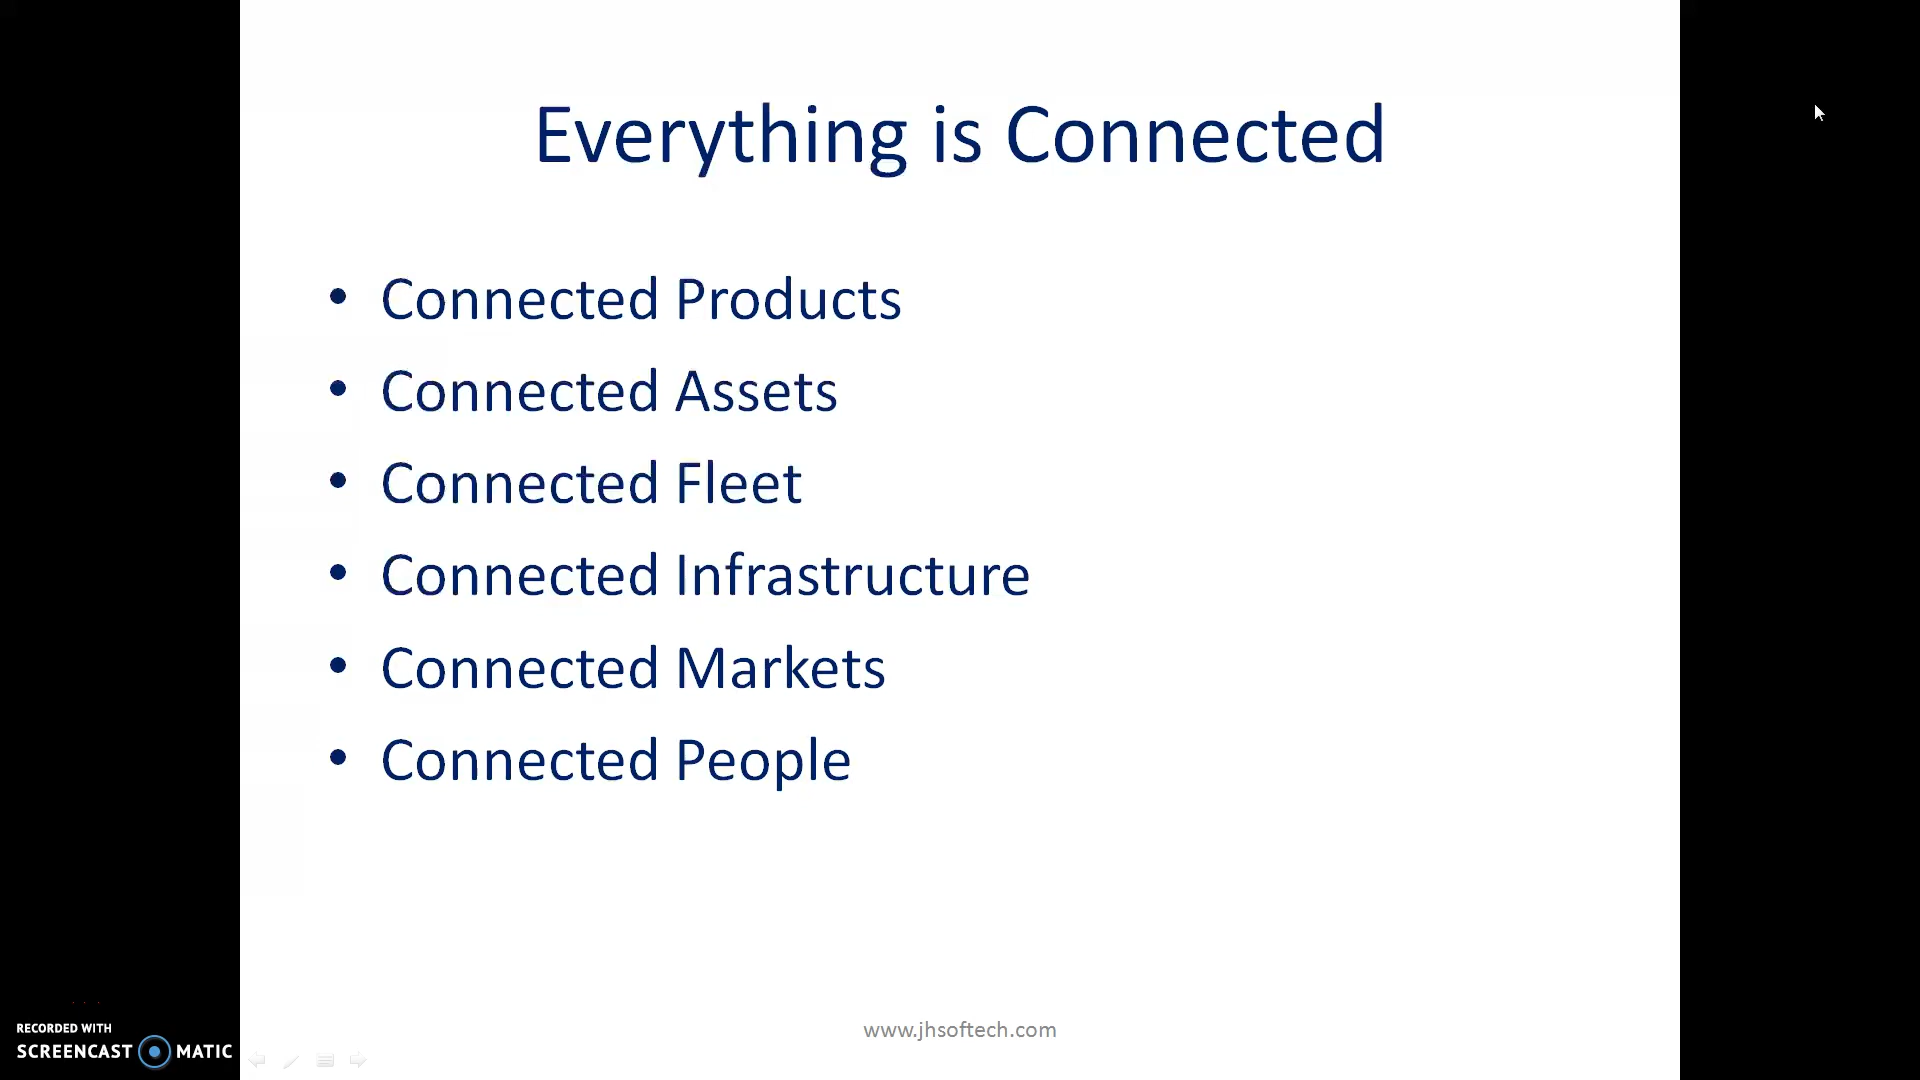 Everything is Connected
• Connected Products
• Connected Assets
• Connected Fleet
• Connected Infrastructure
• Connected Markets
• Connected People
www.jhsoftech.com
RECORDED WITH
SCREENCAST MATIC